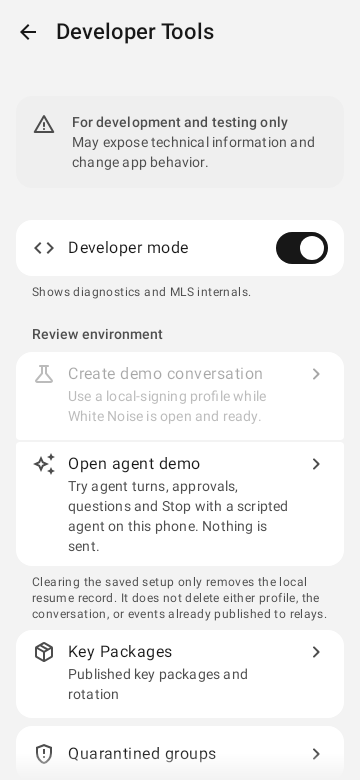 Developer Tools
For development and testing only
May expose technical information and
change app behavior.
Developer mode
Shows diagnostics and MLS internals.
Review environment
Create demo conversation
Use a local-signing profile while
White Noise is open and ready.
Open agent demo
Try agent turns, approvals,
questions and Stop with a scripted
agent on this phone. Nothing is
sent.
Clearing the saved setup only removes the local
resume record. It does not delete either profile, the
conversation, or events already published to relays.
Key Packages
Published key packages and
rotation
Quarantined groups